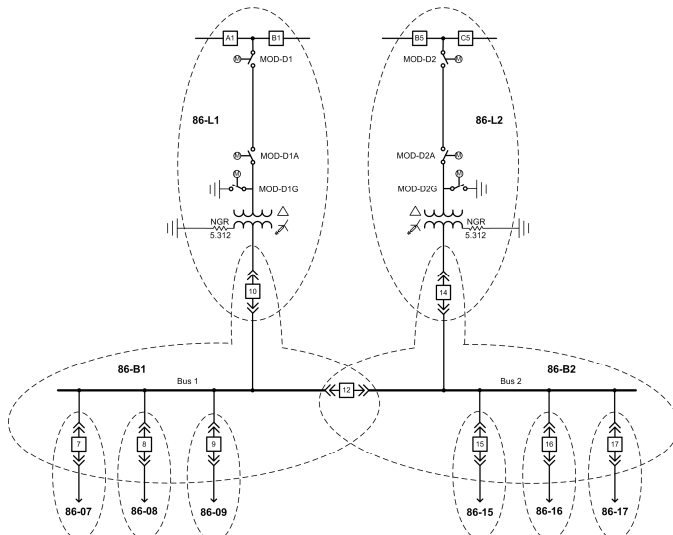 A1 B1 B5 C5
M MOD-D1 MOD-D2 M
86-L1 86-L2
M MOD-D1A MOD-D2A M
M M
MOD-D1G MOD-D2G
NGR NGR
5.312 5.312
10 14
86-B1 86-B2
Bus 1 Bus 2
12
7 8 9 15 16 17
86-07 86-08 86-09 86-15 86-16 86-17